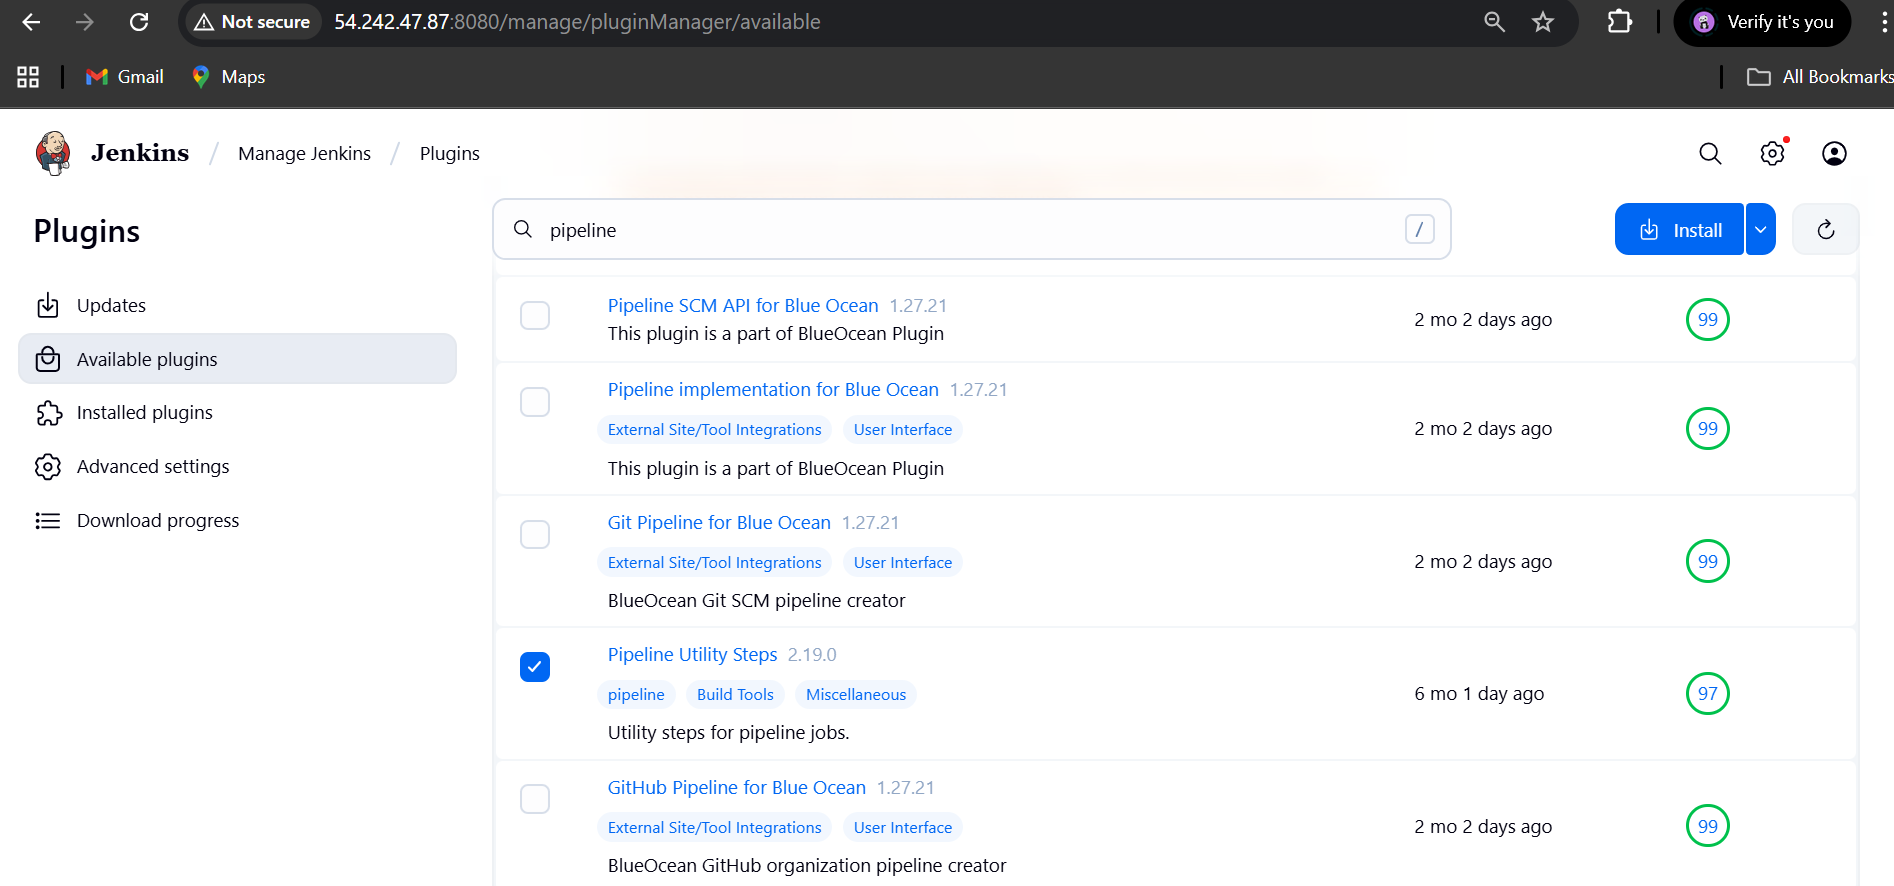 Not secure 54.242.47.87:8080/manage/pluginManager/available Verify it's you
Gmail Maps All Bookmarks
Jenkins / Manage Jenkins / Plugins
Plugins
pipeline /
Install
Updates
Available plugins
Installed plugins
Advanced settings
Download progress
Pipeline SCM API for Blue Ocean 1.27.21
This plugin is a part of BlueOcean Plugin
2 mo 2 days ago 99
Pipeline implementation for Blue Ocean 1.27.21
External Site/Tool Integrations User Interface
This plugin is a part of BlueOcean Plugin
2 mo 2 days ago 99
Git Pipeline for Blue Ocean 1.27.21
External Site/Tool Integrations User Interface
BlueOcean Git SCM pipeline creator
2 mo 2 days ago 99
Pipeline Utility Steps 2.19.0
pipeline Build Tools Miscellaneous
Utility steps for pipeline jobs.
6 mo 1 day ago 97
GitHub Pipeline for Blue Ocean 1.27.21
External Site/Tool Integrations User Interface
BlueOcean GitHub organization pipeline creator
2 mo 2 days ago 99